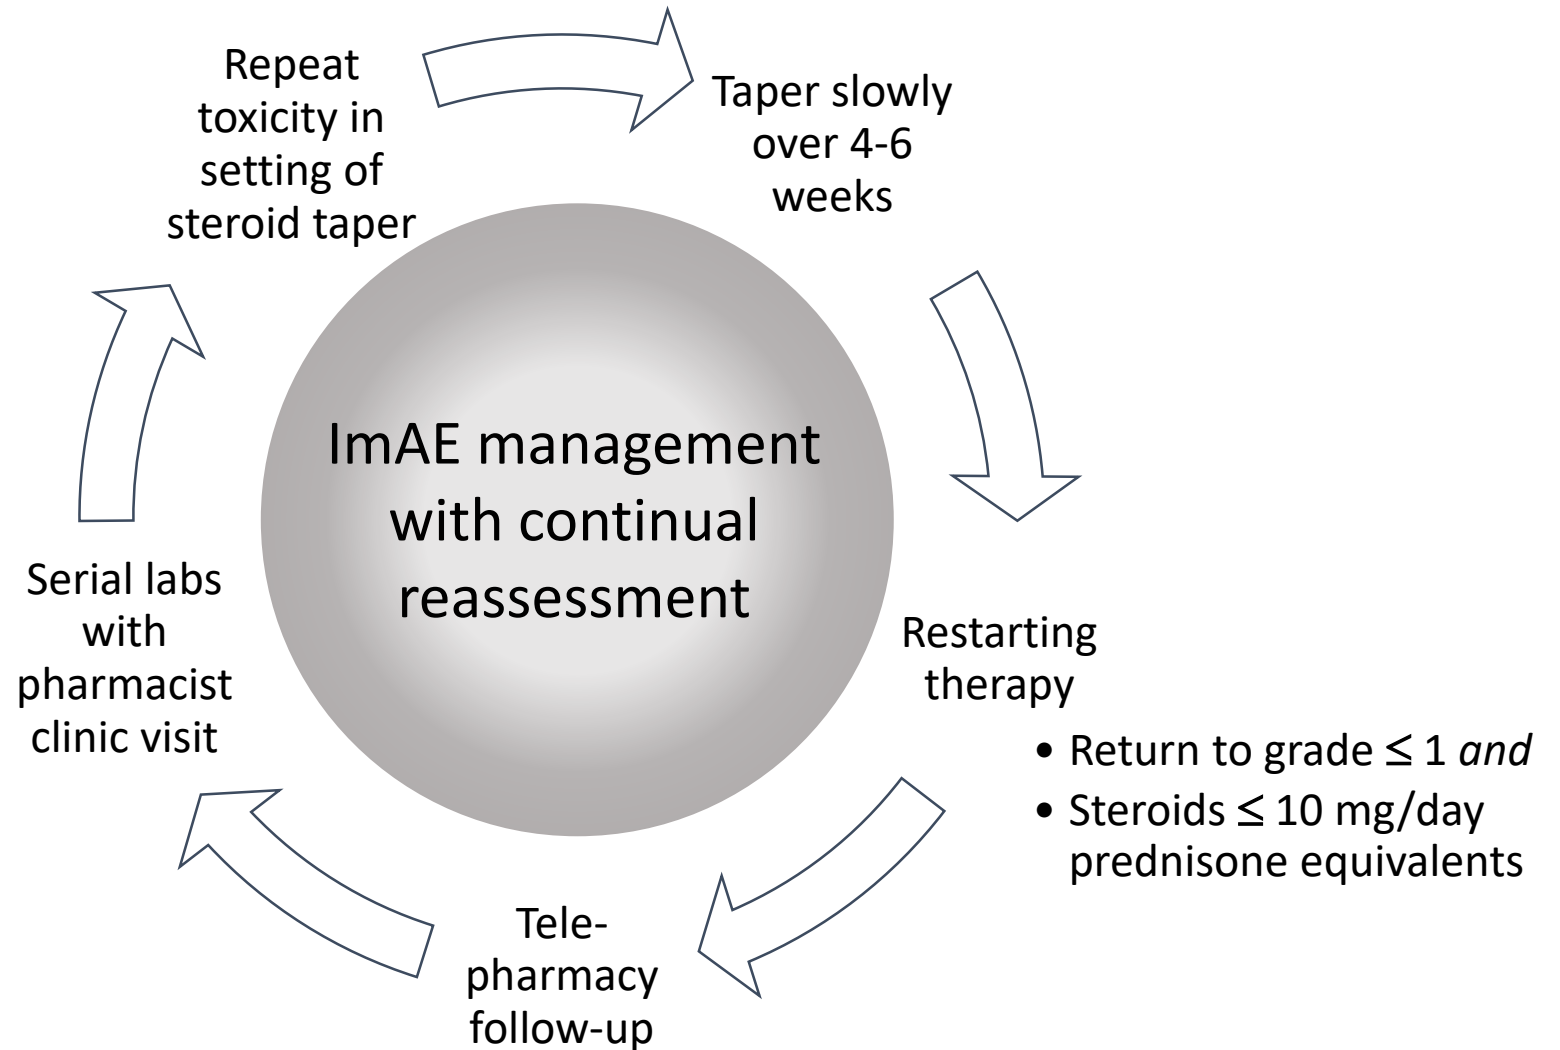 Repeat
toxicity in
setting of
steroid taper
Taper slowly
over 4-6
weeks
ImAE management
with continual
reassessment
Restarting
therapy
• Return to grade ≤ 1 and
• Steroids ≤ 10 mg/day
prednisone equivalents
Tele-
pharmacy
follow-up
Serial labs
with
pharmacist
clinic visit